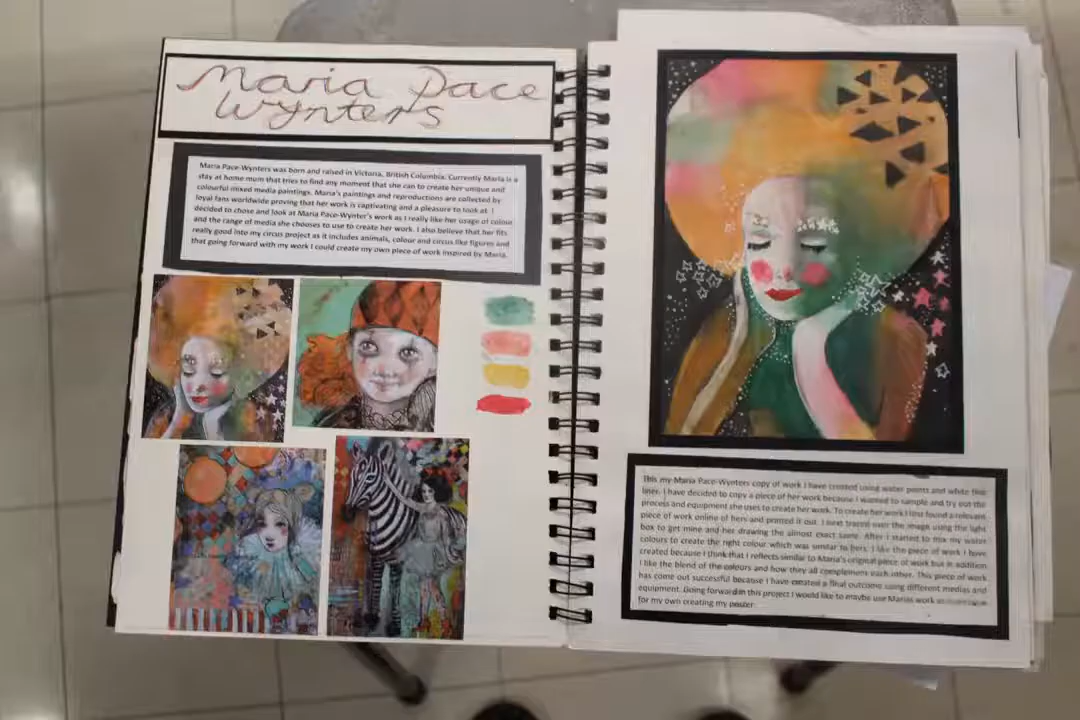 Maria Pace
Wynters
Maria Pace-Wynters was born and raised in Victoria, British Columbia. Currently Maria is a
stay at home mum that tries to find any moment that she can to create her unique and
colourful mixed media paintings. Maria's paintings and reproductions are collected by
loyal fans worldwide proving that her work is captivating and a pleasure to look at. I
decided to chose and look at Maria Pace-Wynter's work as I really like her usage of colour
and the range of media she chooses to use to create her work. I also believe that her fits
really good into my circus project as it includes animals, colour and circus like figures and
that going forward with my work I could create my own piece of work inspired by Maria.
This my Maria Pace-Wynters copy of work I have created using water paints and white fine
liner. I have decided to copy a piece of her work because I wanted to sample and try out the
process and equipment she uses to create her work. To create her work I first found a relevant
piece of work online of hers and printed it out. I next traced over the image using the light
box to get mine and her drawing the almost exact same. After I started to mix my water
colours to create the right colour which was similar to hers. I like the piece of work I have
created because I think that I reflects similar to Maria's original piece of work but in addition
I like the blend of the colours and how they all complement each other. This piece of work
has come out successful because I have created a final outcome using different medias and
equipment. Going forward in this project I would like to maybe use Marias work as
for my own creating my poster